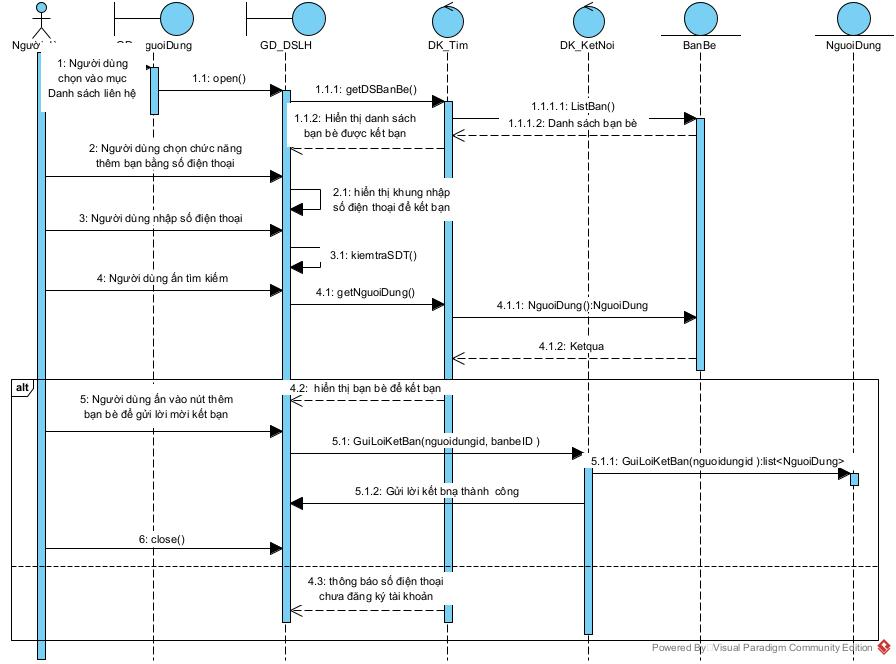 GD_DSLH
DK_Tim
DK_KetNoi
BanBe
NguoiDung
1: Người dùng
chọn vào mục
Danh sách liên hệ
1.1: open()
1.1.1: getDSBanBe()
1.1.1.1: ListBan()
1.1.2: Hiển thị danh sách
bạn bè được kết bạn
1.1.1.2: Danh sách bạn bè
2: Người dùng chọn chức năng
thêm bạn bằng số điện thoại
2.1: hiển thị khung nhập
số điện thoại để kết bạn
3: Người dùng nhập số điện thoại
3.1: kiemtraSDT()
4: Người dùng ấn tìm kiếm
4.1: getNguoiDung()
4.1.1: NguoiDung():NguoiDung
4.1.2: Ketqua
alt
4.2: hiển thị bạn bè để kết bạn
5: Người dùng ấn vào nút thêm
bạn bè để gửi lời mời kết bạn
5.1: GuiLoiKetBan(nguoidungid, banbeID )
5.1.1: GuiLoiKetBan(nguoidungid ):list<NguoiDung>
5.1.2: Gửi lời kết bnạ thành công
6: close()
4.3: thông báo số điện thoại
chưa đăng ký tài khoản
Powered By Visual Paradigm Community Edition